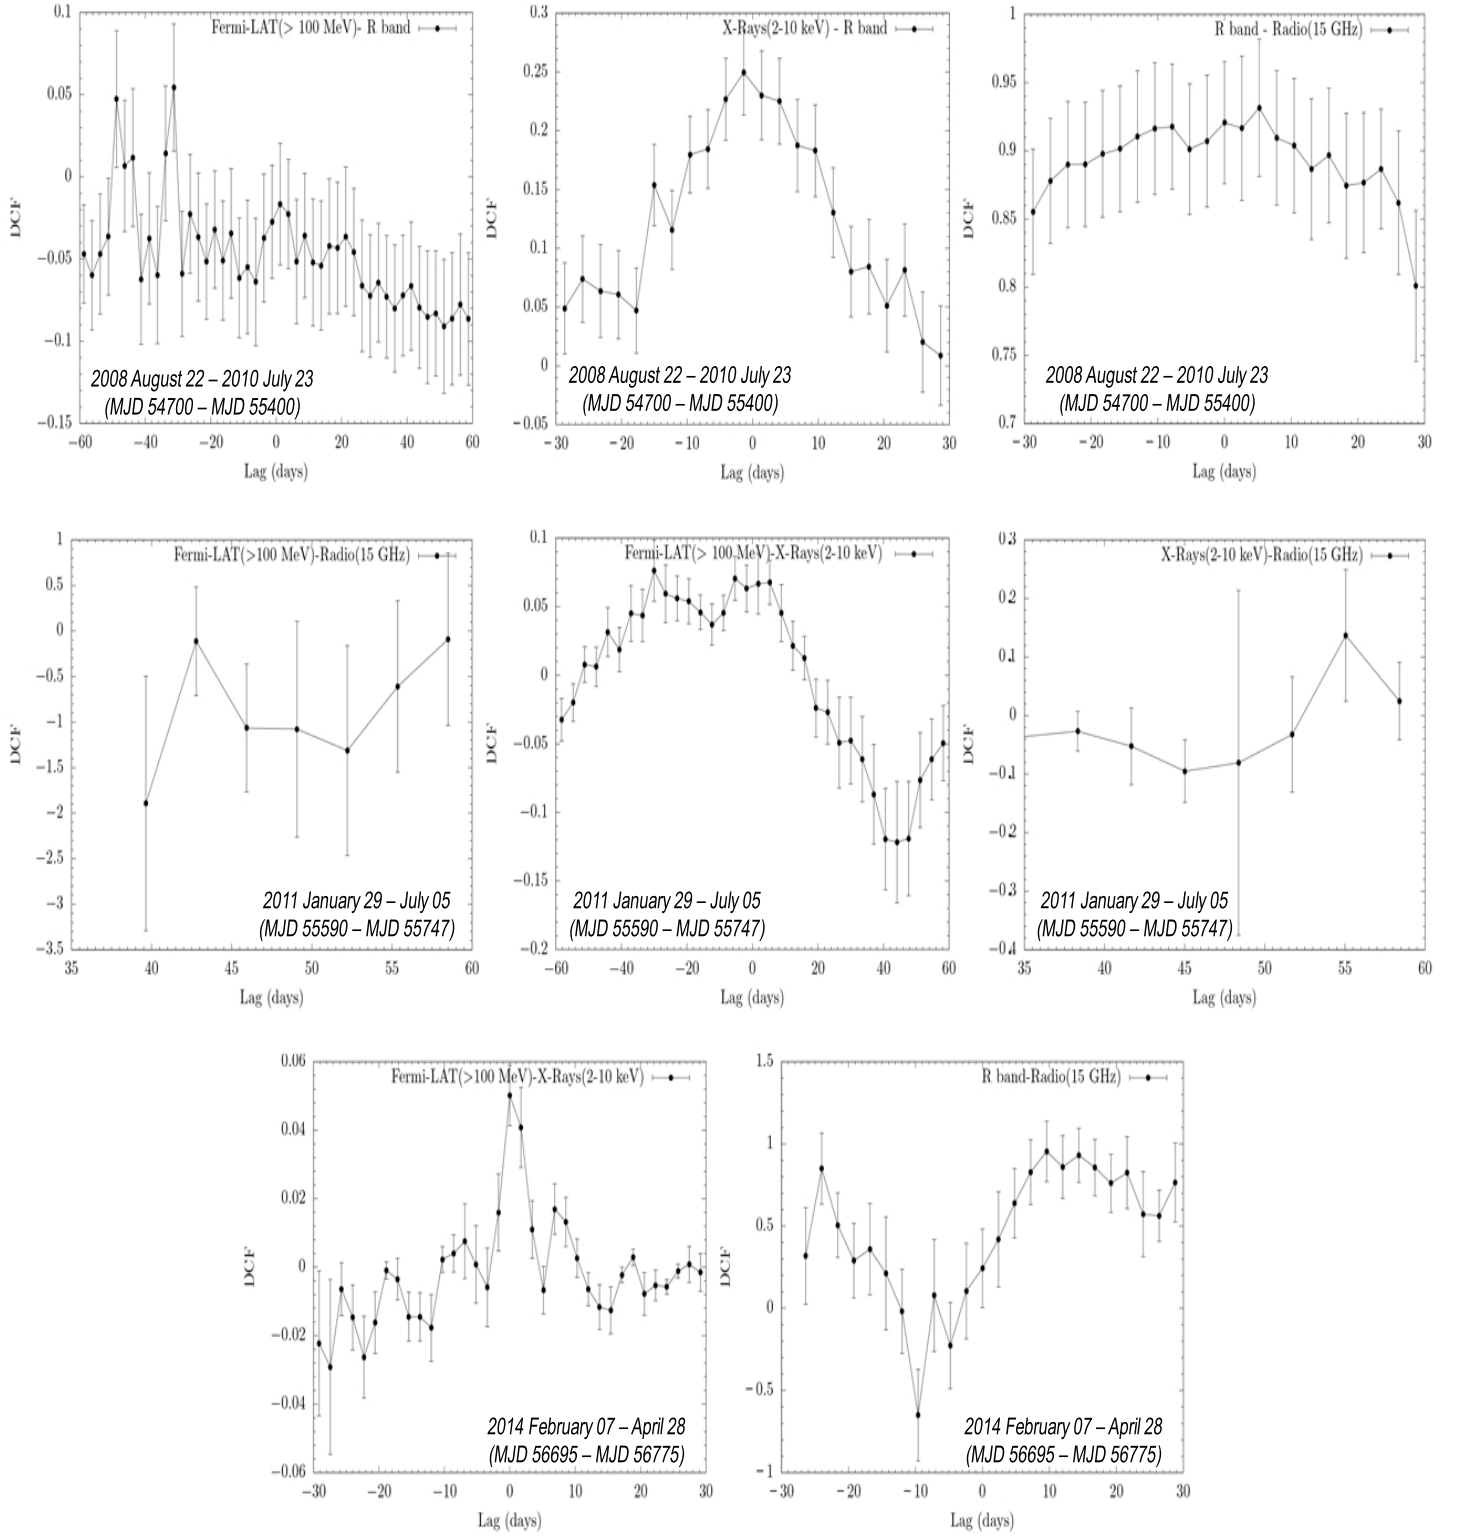 Fermi-LAT(> 100 MeV)- R band
0.1
0.05
0
−0.05
−0.1
−0.15
DCF
2008 August 22 – 2010 July 23
(MJD 54700 – MJD 55400)
−60 −40 −20 0 20 40 60
Lag (days)
X-Rays(2-10 keV) - R band
0.3
0.25
0.2
0.15
0.1
0.05
0
−0.05
DCF
2008 August 22 – 2010 July 23
(MJD 54700 – MJD 55400)
−30 −20 −10 0 10 20 30
Lag (days)
R band - Radio(15 GHz)
1
0.95
0.9
0.85
0.8
0.75
0.7
DCF
2008 August 22 – 2010 July 23
(MJD 54700 – MJD 55400)
−30 −20 −10 0 10 20 30
Lag (days)
Fermi-LAT(>100 MeV)-Radio(15 GHz)
1
0.5
0
−0.5
−1
−1.5
−2
−2.5
−3
−3.5
DCF
2011 January 29 – July 05
(MJD 55590 – MJD 55747)
35 40 45 50 55 60
Lag (days)
Fermi-LAT(> 100 MeV)-X-Rays(2-10 keV)
0.1
0.05
0
−0.05
−0.1
−0.15
−0.2
DCF
2011 January 29 – July 05
(MJD 55590 – MJD 55747)
−60 −40 −20 0 20 40 60
Lag (days)
X-Rays(2-10 keV)-Radio(15 GHz)
0.3
0.2
0.1
0
−0.1
−0.2
−0.3
−0.4
DCF
2011 January 29 – July 05
(MJD 55590 – MJD 55747)
35 40 45 50 55 60
Lag (days)
Fermi-LAT(>100 MeV)-X-Rays(2-10 keV)
0.06
0.04
0.02
0
−0.02
−0.04
−0.06
DCF
2014 February 07 – April 28
(MJD 56695 – MJD 56775)
−30 −20 −10 0 10 20 30
Lag (days)
R band-Radio(15 GHz)
1.5
1
0.5
0
−0.5
−1
DCF
2014 February 07 – April 28
(MJD 56695 – MJD 56775)
−30 −20 −10 0 10 20 30
Lag (days)